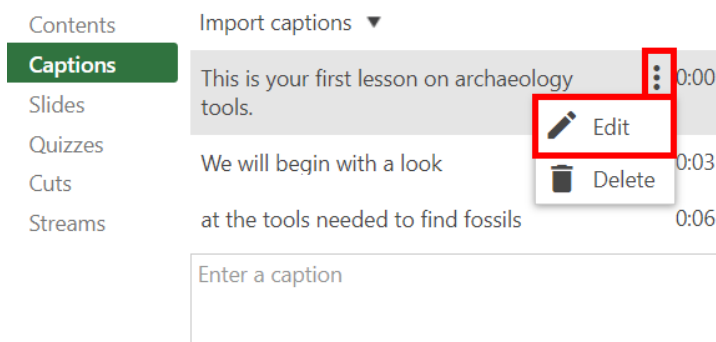 Contents
Captions
Slides
Quizzes
Cuts
Streams
Import captions
This is your first lesson on archaeology
tools.
0:00
Edit
Delete
We will begin with a look
0:03
at the tools needed to find fossils
0:06
Enter a caption